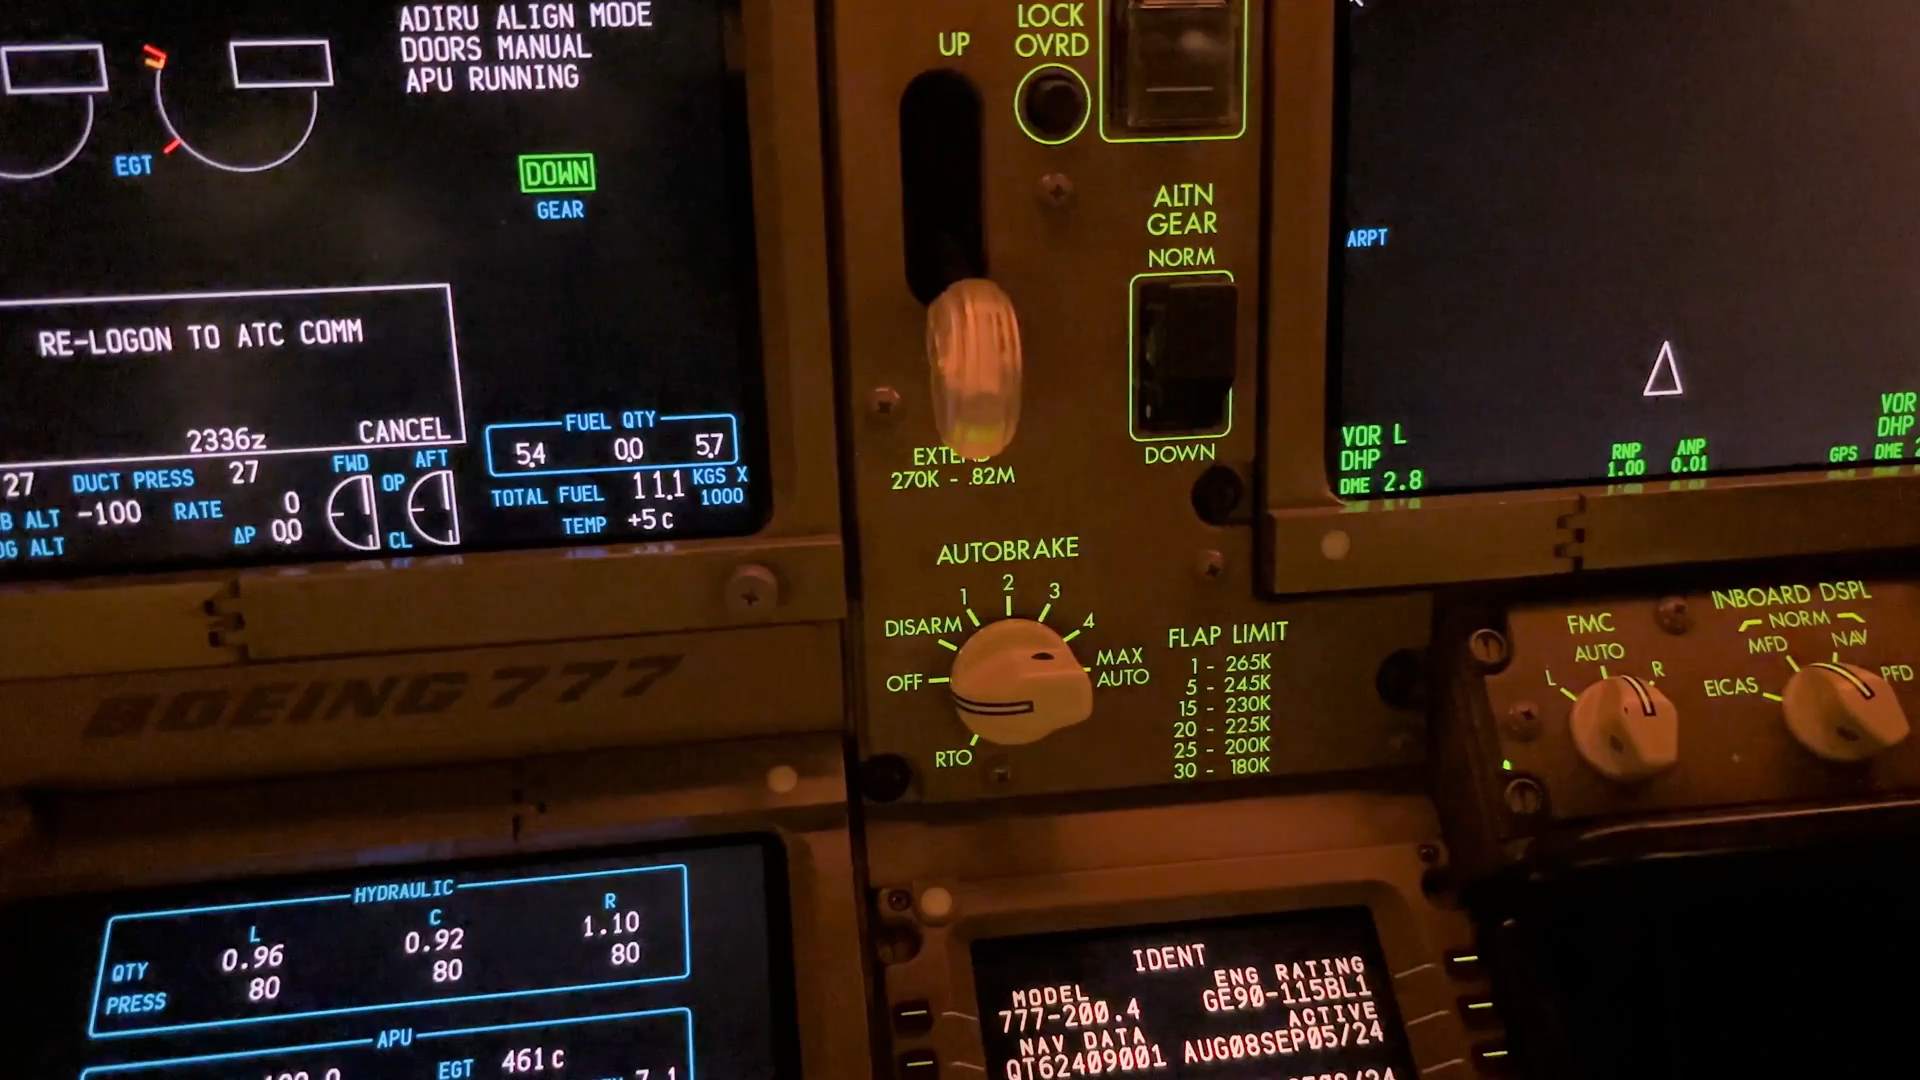 ADIRU ALIGN MODE
DOORS MANUAL
APU RUNNING
EGT
DOWN
GEAR
RE-LOGON TO ATC COMM
2336z
CANCEL
27 DUCT PRESS 27
ALT -100 RATE 0
ΔP 0.0
ALT
FWD AFT
OP
CL
FUEL QTY
5.4 0.0 5.7
TOTAL FUEL 11.1 KGS X
1000
TEMP +5c
UP
LOCK
OVRD
ALTN
GEAR
NORM
DOWN
270K - .82M
AUTOBRAKE
OFF
DISARM
1
2
3
4
MAX
AUTO
RTO
FLAP LIMIT
1 - 265K
5 - 245K
15 - 230K
20 - 225K
25 - 200K
30 - 180K
ARPT
VOR L
DHP
DME 2.8
RNP
1.00
ANP
0.01
GPS
VOR
DHP
DME
FMC
AUTO
L
R
INBOARD DSPL
NORM
MFD
NAV
EICAS
PFD
BOEING 777
HYDRAULIC
L C R
QTY 0.96 0.92 1.10
PRESS 80 80 80
APU
EGT 461 c
IDENT
MODEL ENG RATING
777-200.4 GE90-115BL1
NAV DATA ACTIVE
QT62409001 AUG08SEP05/24